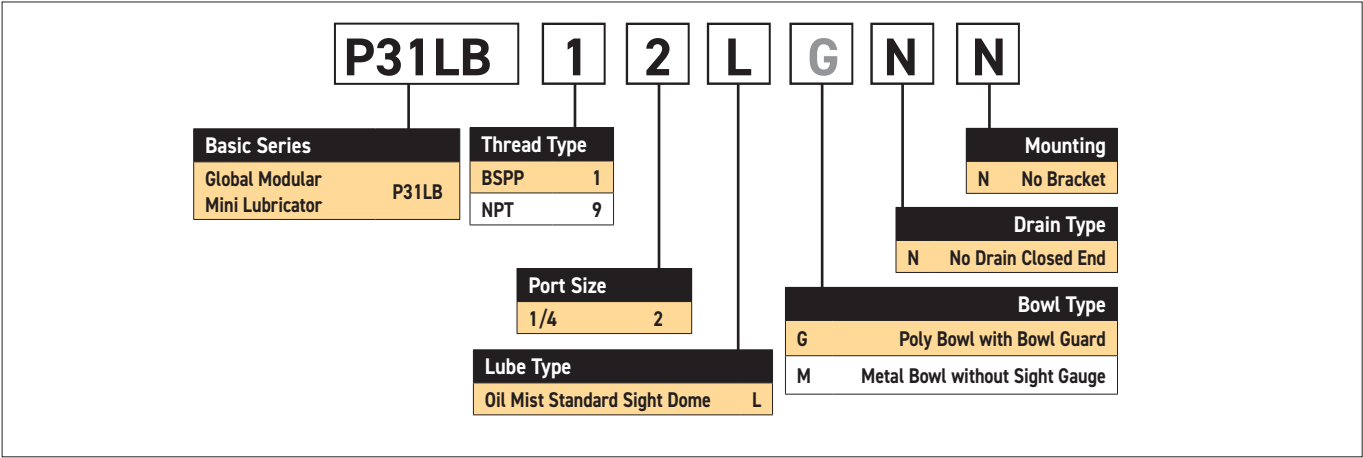 P31LB 1 2 L G N N
Basic Series
Global Modular
Mini Lubricator P31LB
Thread Type
BSPP 1
NPT 9
Port Size
1/4 2
Lube Type
Oil Mist Standard Sight Dome L
Mounting
N No Bracket
Drain Type
N No Drain Closed End
Bowl Type
G Poly Bowl with Bowl Guard
M Metal Bowl without Sight Gauge